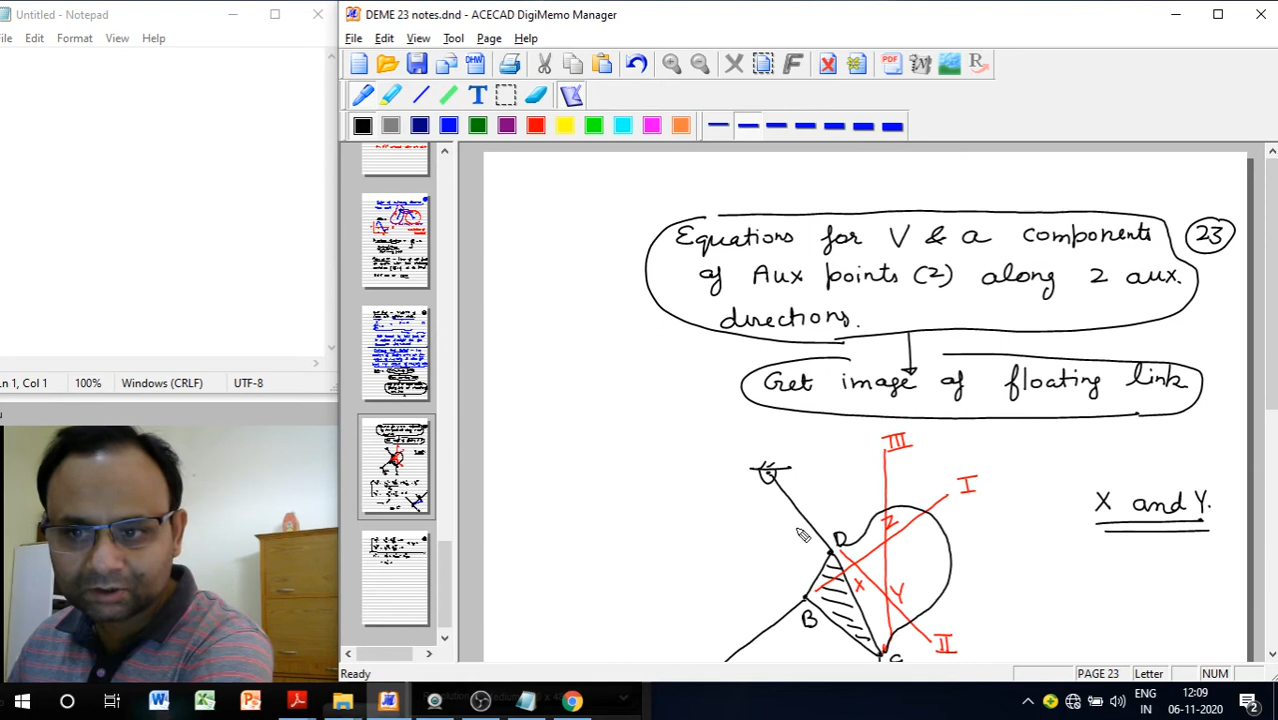 Untitled - Notepad
File Edit Format View Help
Ln 1, Col 1 100% Windows (CRLF) UTF-8
DEME 23 notes.dnd - ACECAD DigiMemo Manager
File Edit View Tool Page Help
DHW PDF
Equations for V & a components
of Aux points (2) along 2 aux.
directions.
23
Get image of floating link
III
I
Z
D
X
Y
B
C
II
X and Y.
Ready PAGE 23 Letter NUM
ENG
IN
12:09
06-11-2020
2